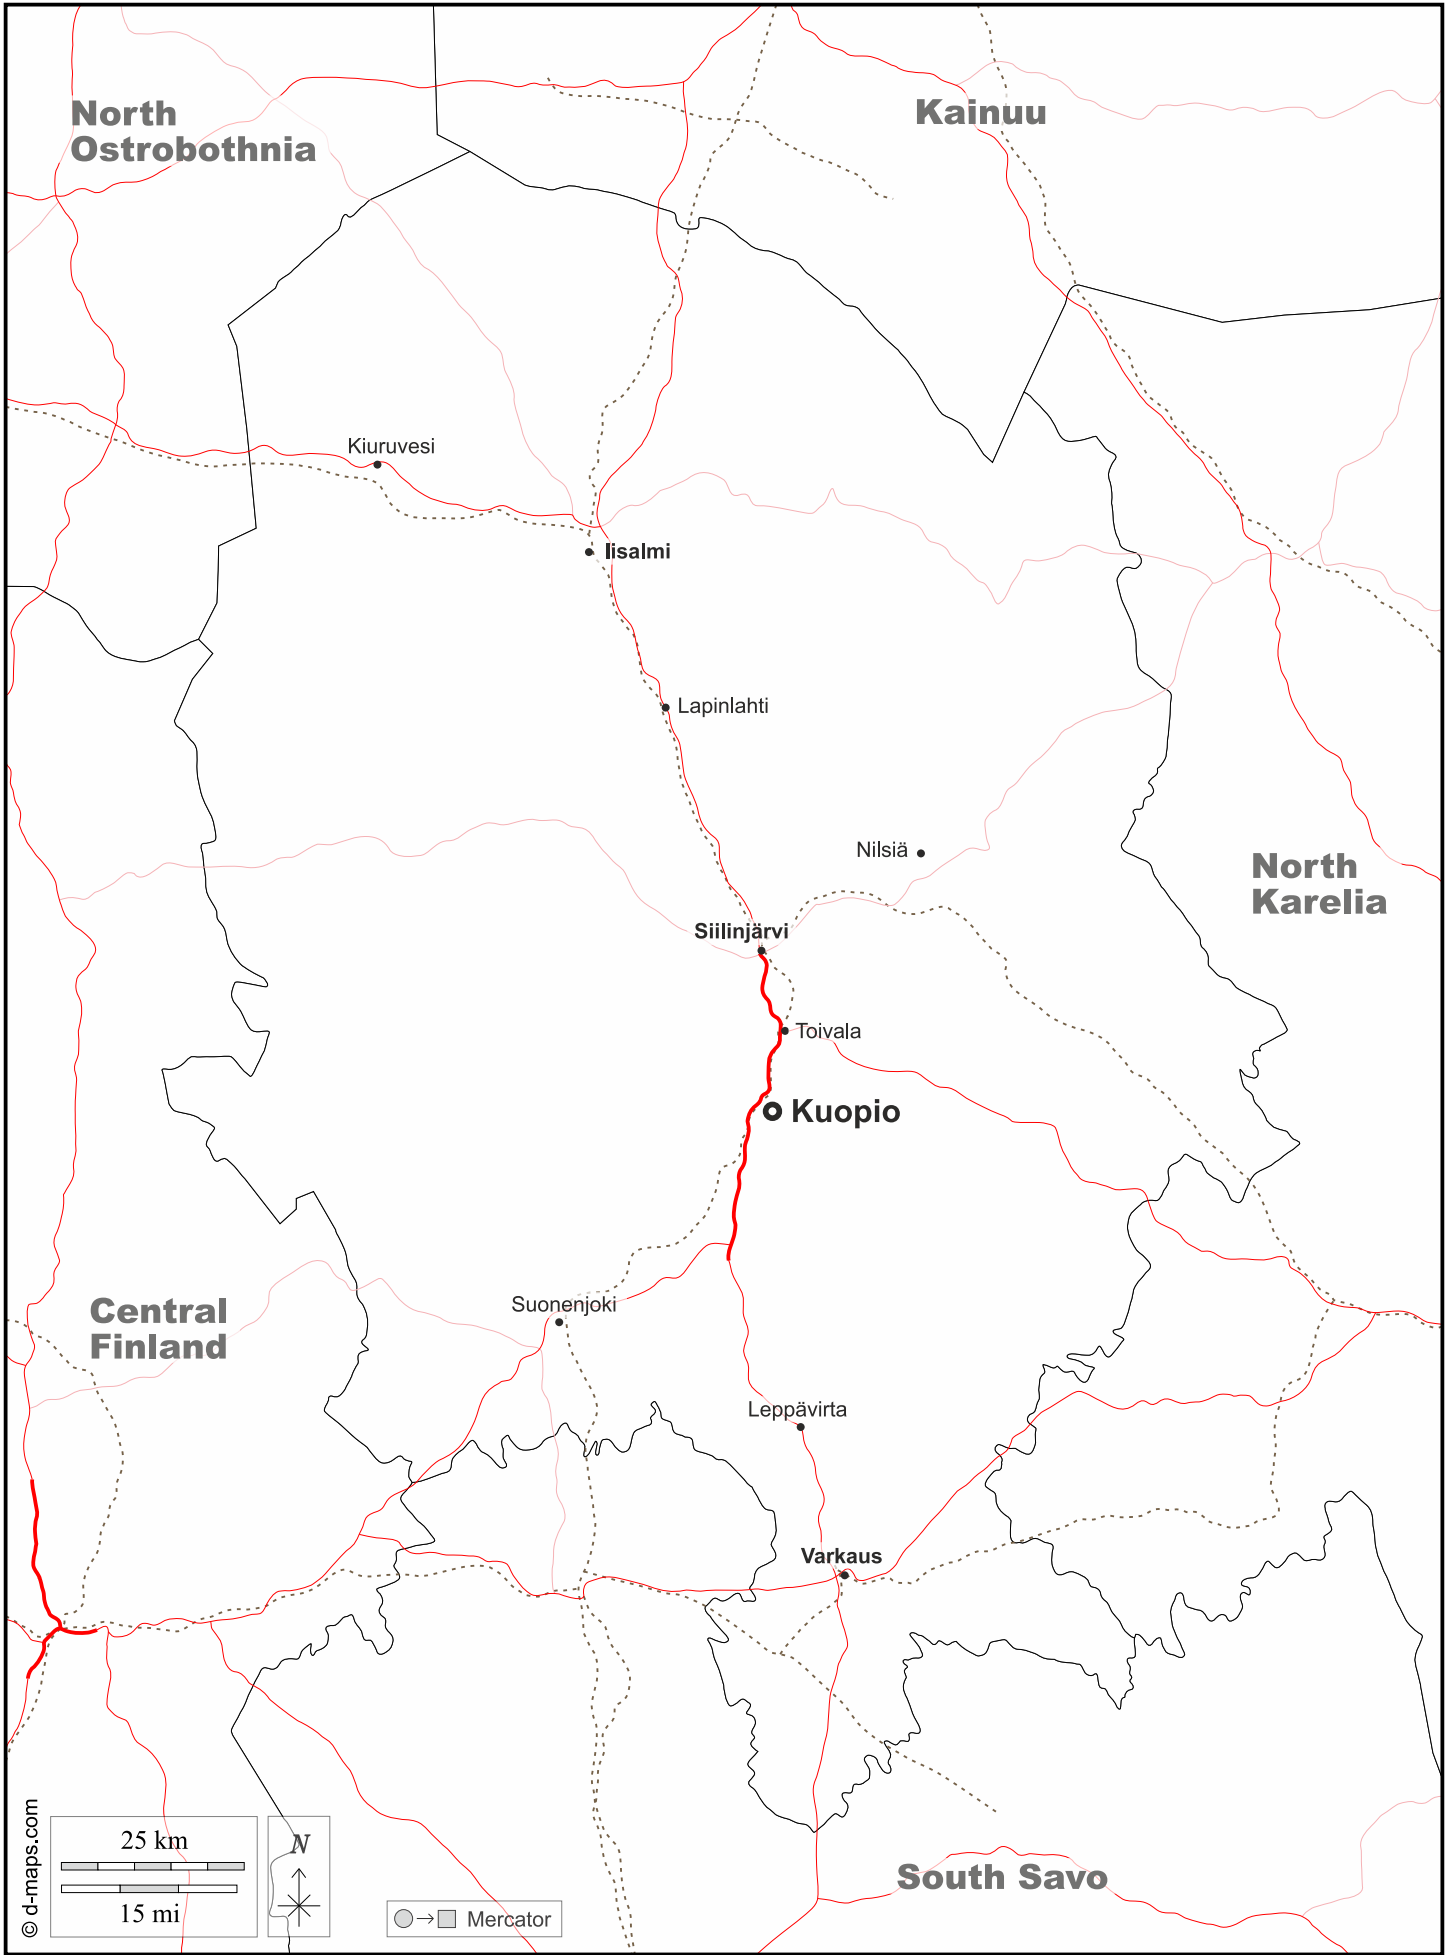 North
Ostrobothnia
Kainuu
Kiuruvesi
Iisalmi
Lapinlahti
Nilsiä
North
Karelia
Siilinjärvi
Toivala
Kuopio
Central
Finland
Suonenjoki
Leppävirta
Varkaus
South Savo
© d-maps.com
25 km
15 mi
N
Mercator